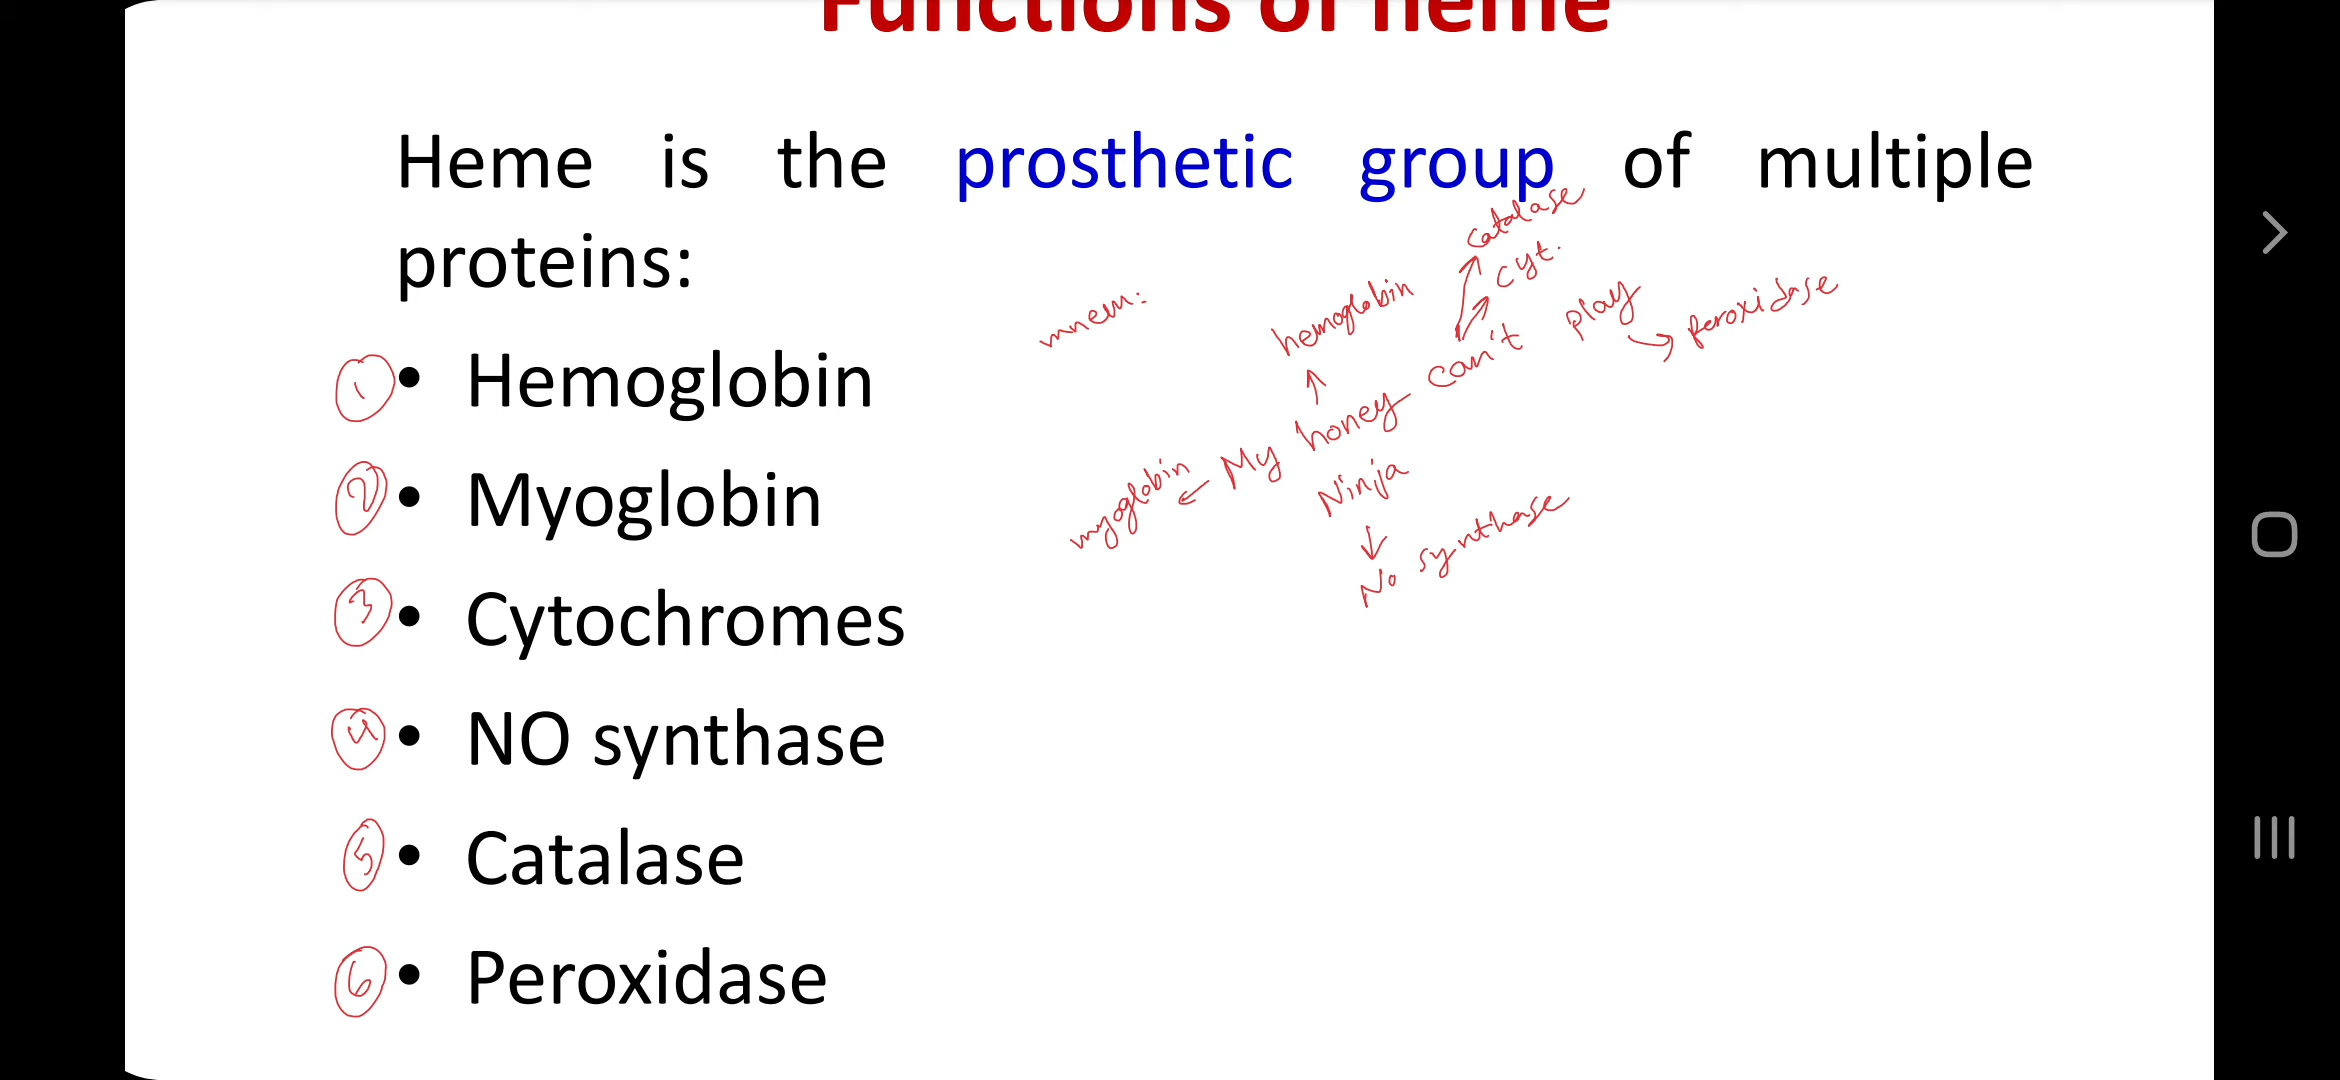 Functions of heme
Heme is the prosthetic group of multiple
proteins:
① • Hemoglobin
② • Myoglobin
③ • Cytochromes
④ • NO synthase
⑤ • Catalase
⑥ • Peroxidase
mnem:
My honey can't play
Ninja
myoglobin
hemoglobin
catalase
cyt.
peroxidase
No synthase